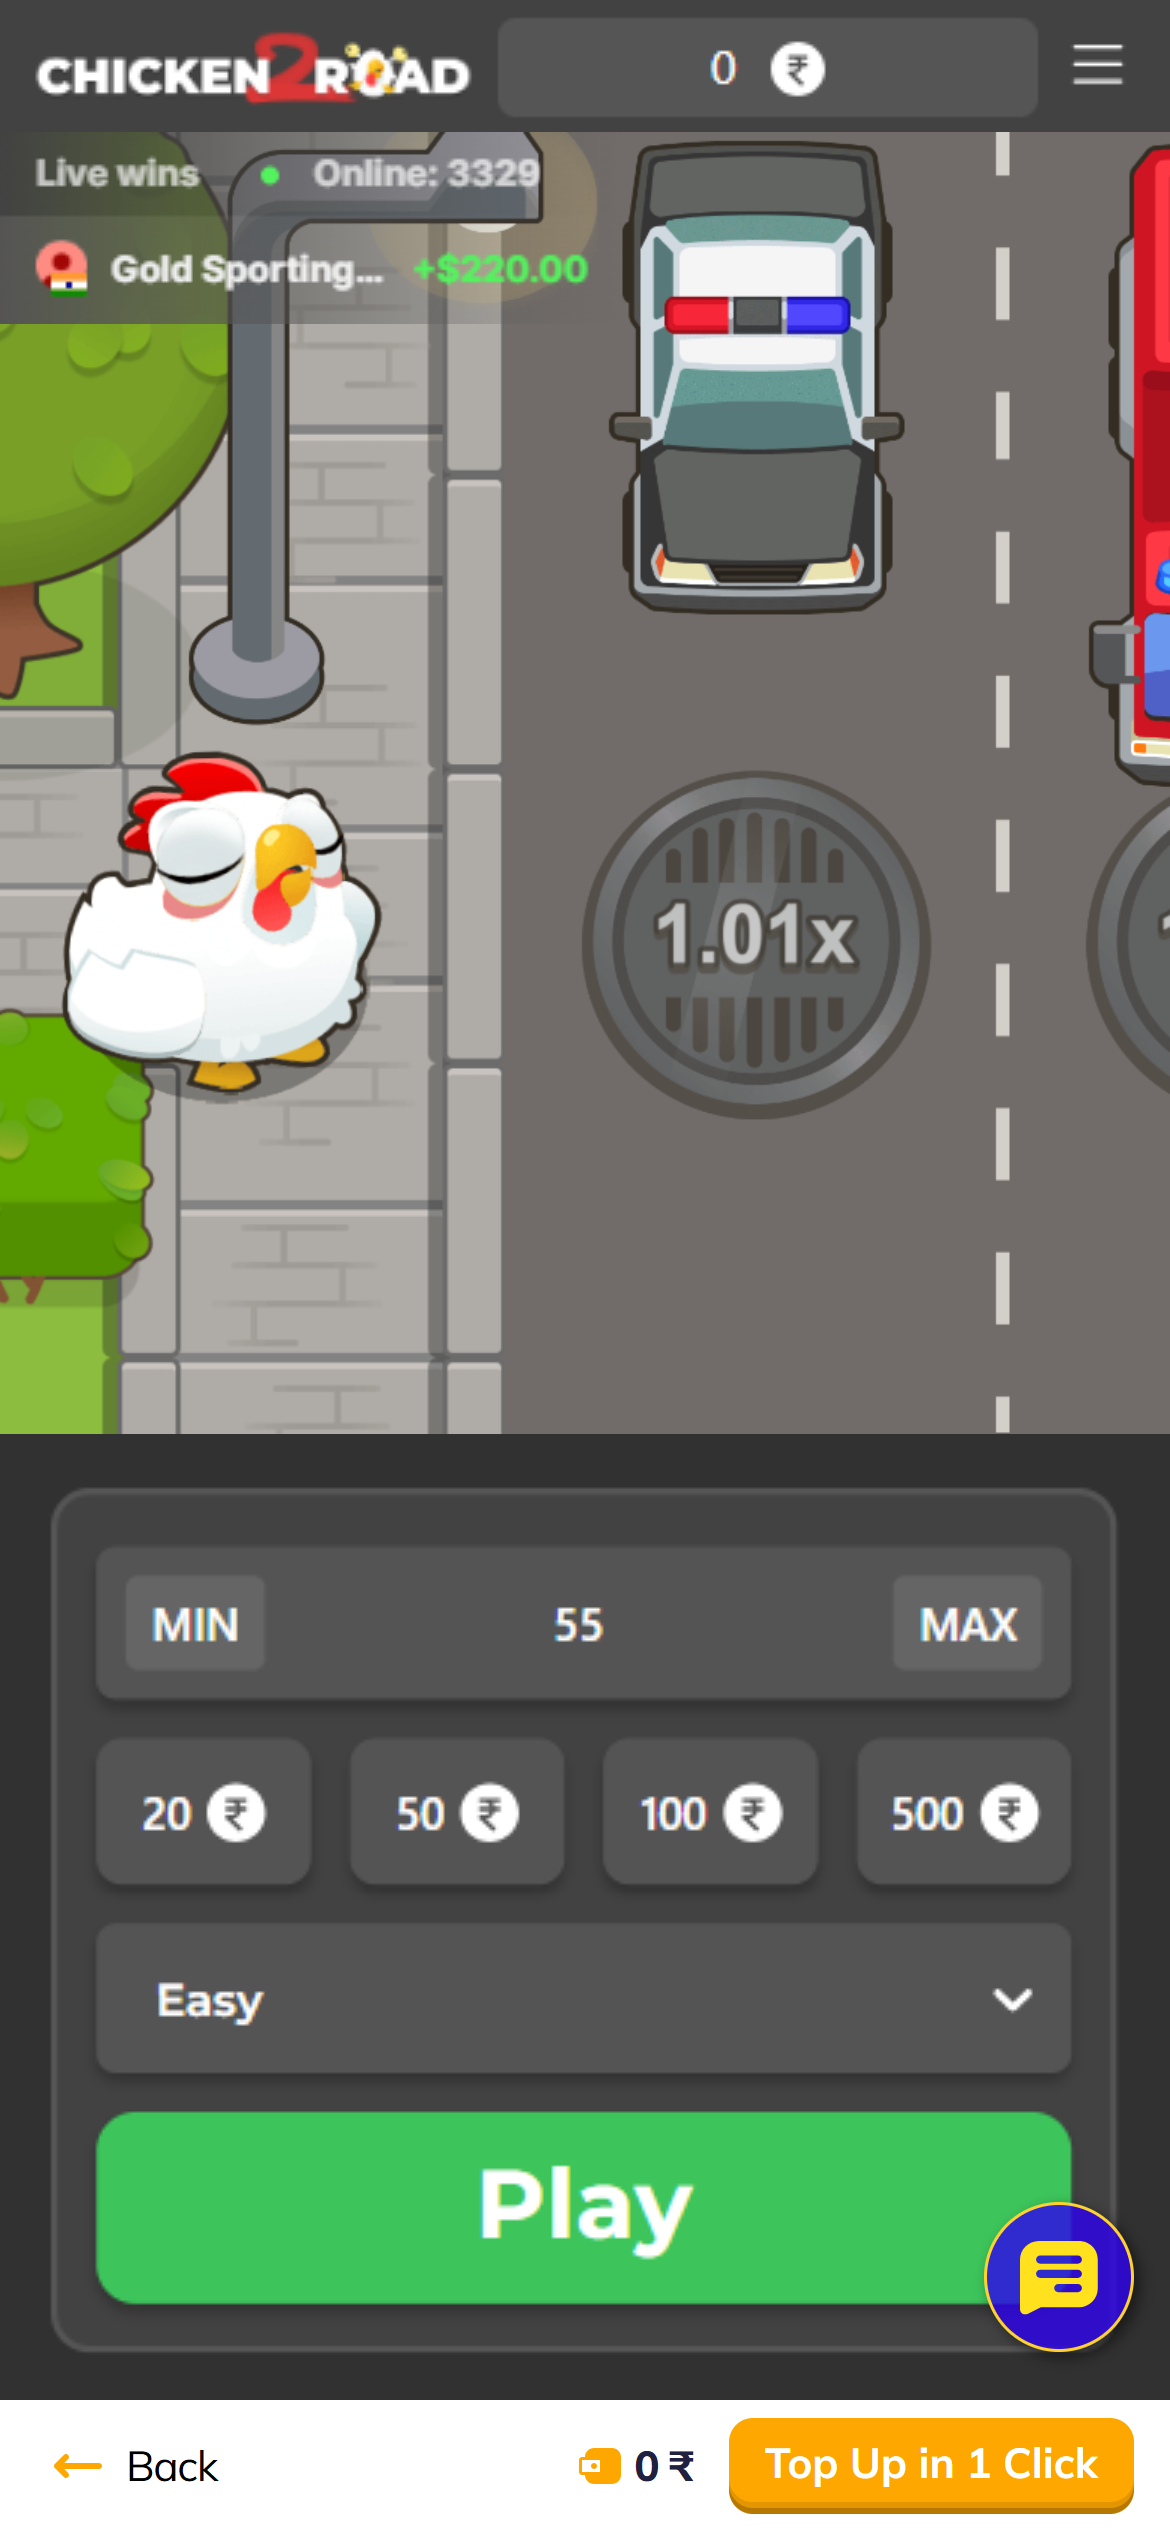 CHICKEN 2 ROAD
0 ₹
Live wins Online: 3329
Gold Sporting... +$220.00
1.01x
MIN 55 MAX
20 ₹ 50 ₹ 100 ₹ 500 ₹
Easy
Play
Back 0 ₹ Top Up in 1 Click